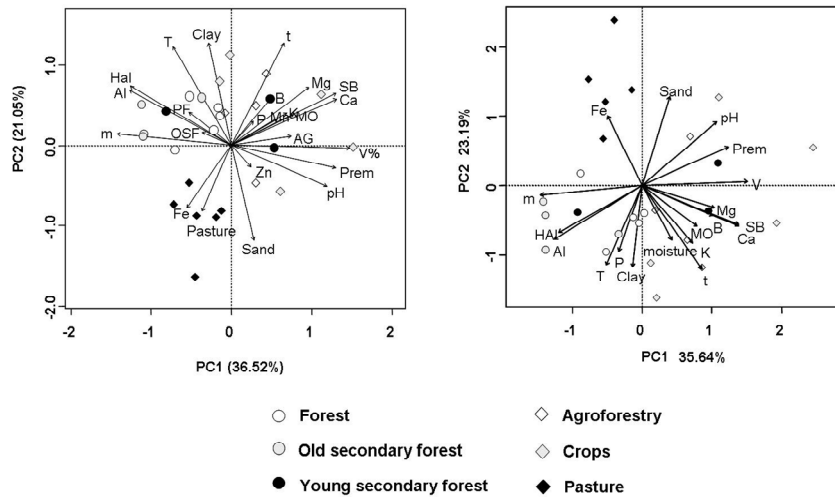 T
Clay
t
Hal
Al
Mg
SB
Ca
B
K
MO
Mn
P
PF
OSF
m
AG
V%
Zn
Prem
pH
Fe
Pasture
Sand
1.0
0.0
-1.0
-2.0
PC2 (21.05%)
-2
-1
0
1
2
PC1 (36.52%)
2
1
0
-1
PC2 23.19%
Sand
Fe
pH
Prem
V
m
Mg
HAl
Al
MO
B
SB
Ca
moisture
K
P
T
Clay
t
-1
0
1
2
PC1 35.64%
Forest
Old secondary forest
Young secondary forest
Agroforestry
Crops
Pasture